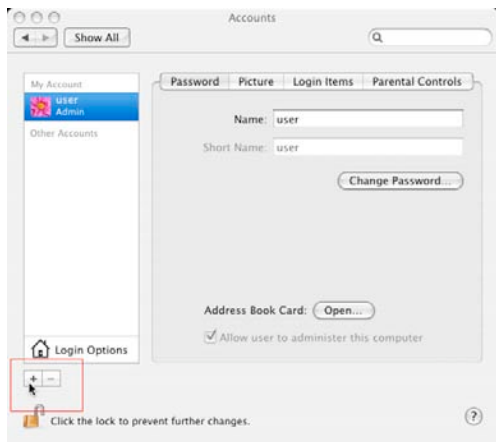 Accounts
Show All
My Account
user
Admin
Other Accounts
Login Options
Password Picture Login Items Parental Controls
Name: user
Short Name: user
Change Password...
Address Book Card: Open...
Allow user to administer this computer
+ −
Click the lock to prevent further changes.
?